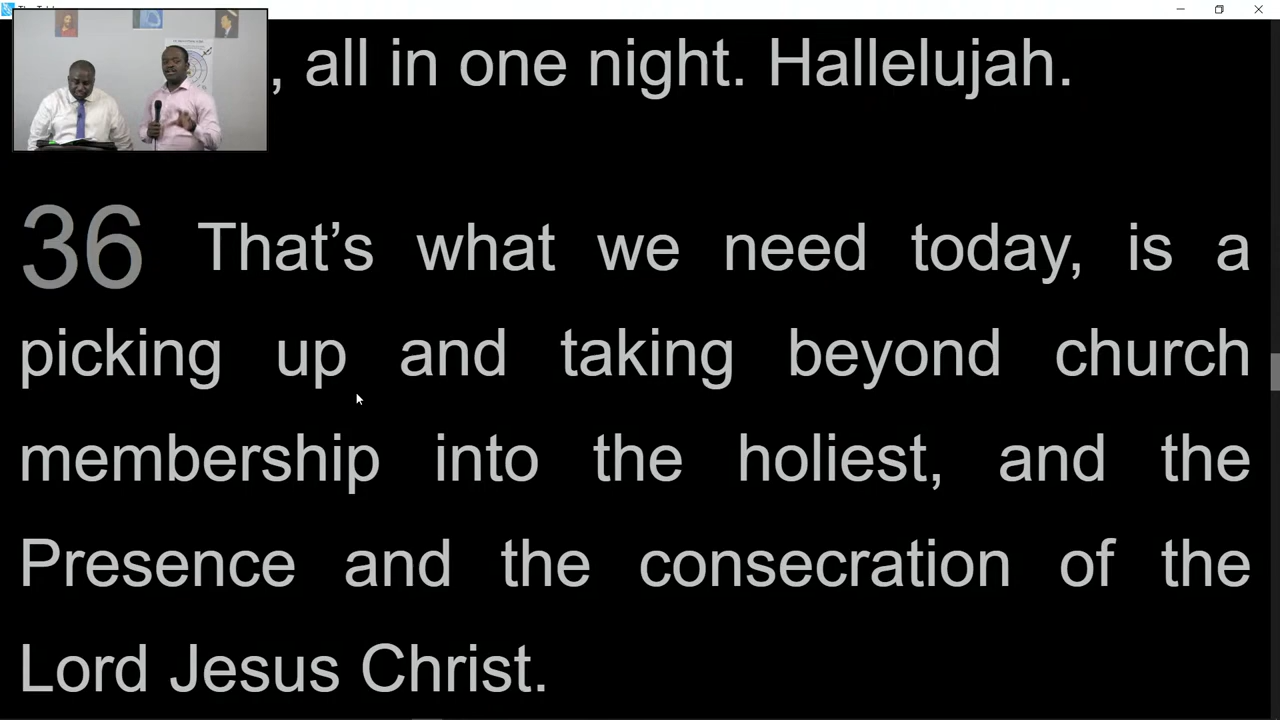 , all in one night. Hallelujah.
36 That’s what we need today, is a
picking up and taking beyond church
membership into the holiest, and the
Presence and the consecration of the
Lord Jesus Christ.